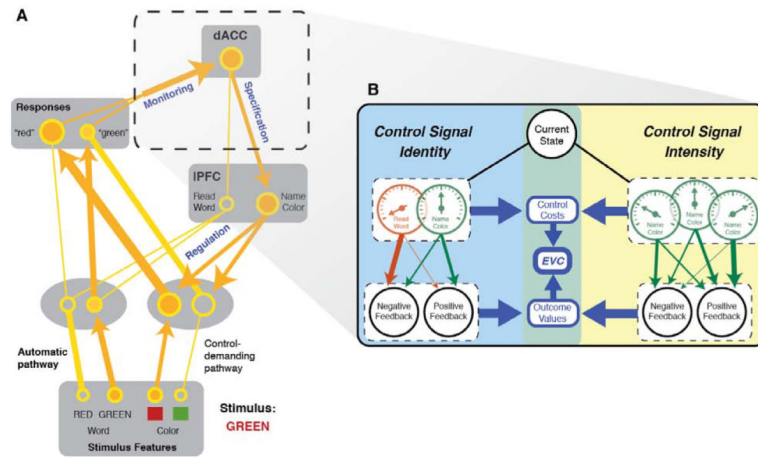 A
dACC
Monitoring
Specification
Responses
"red"
"green"
lPFC
Read
Word
Name
Color
Regulation
Automatic
pathway
Control-
demanding
pathway
RED GREEN
Word
Color
Stimulus Features
Stimulus:
GREEN
B
Control Signal
Identity
Current
State
Control Signal
Intensity
Read
Word
Name
Color
Control
Costs
Name
Color
Name
Color
Name
Color
EVC
Negative
Feedback
Positive
Feedback
Outcome
Values
Negative
Feedback
Positive
Feedback